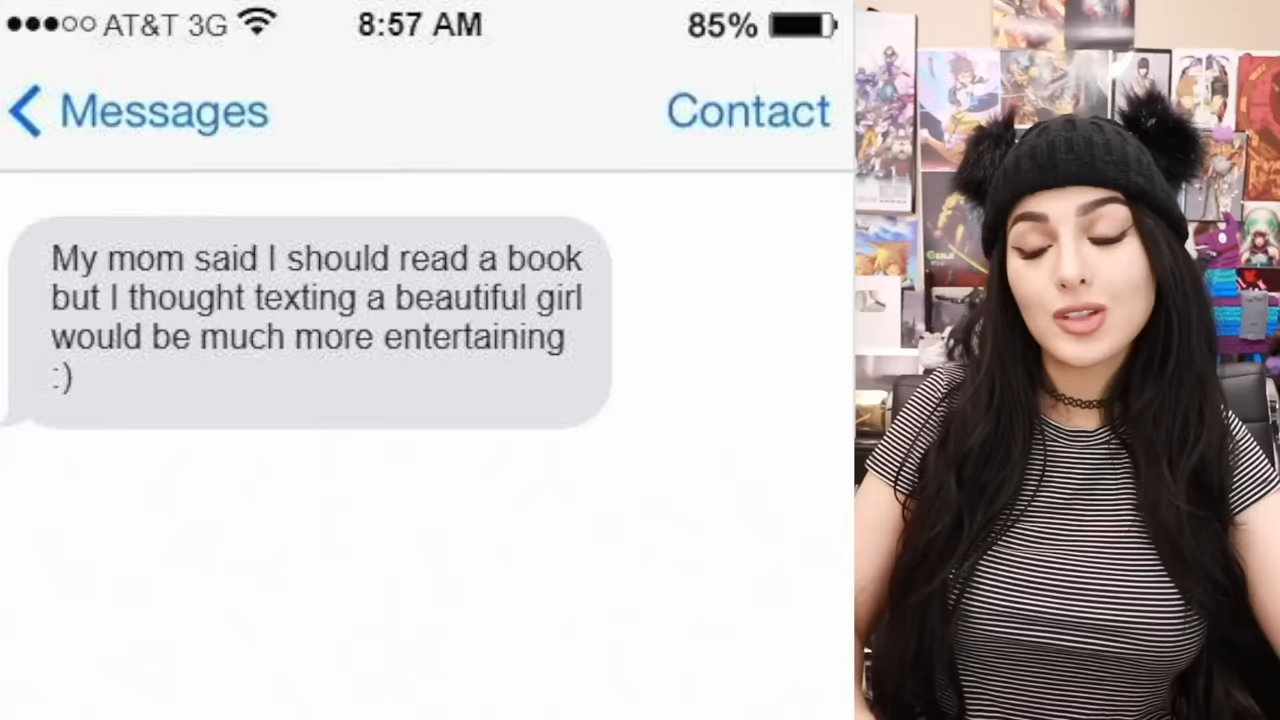 AT&T 3G 8:57 AM 85%
Messages Contact
My mom said I should read a book
but I thought texting a beautiful girl
would be much more entertaining
:)
GENJI